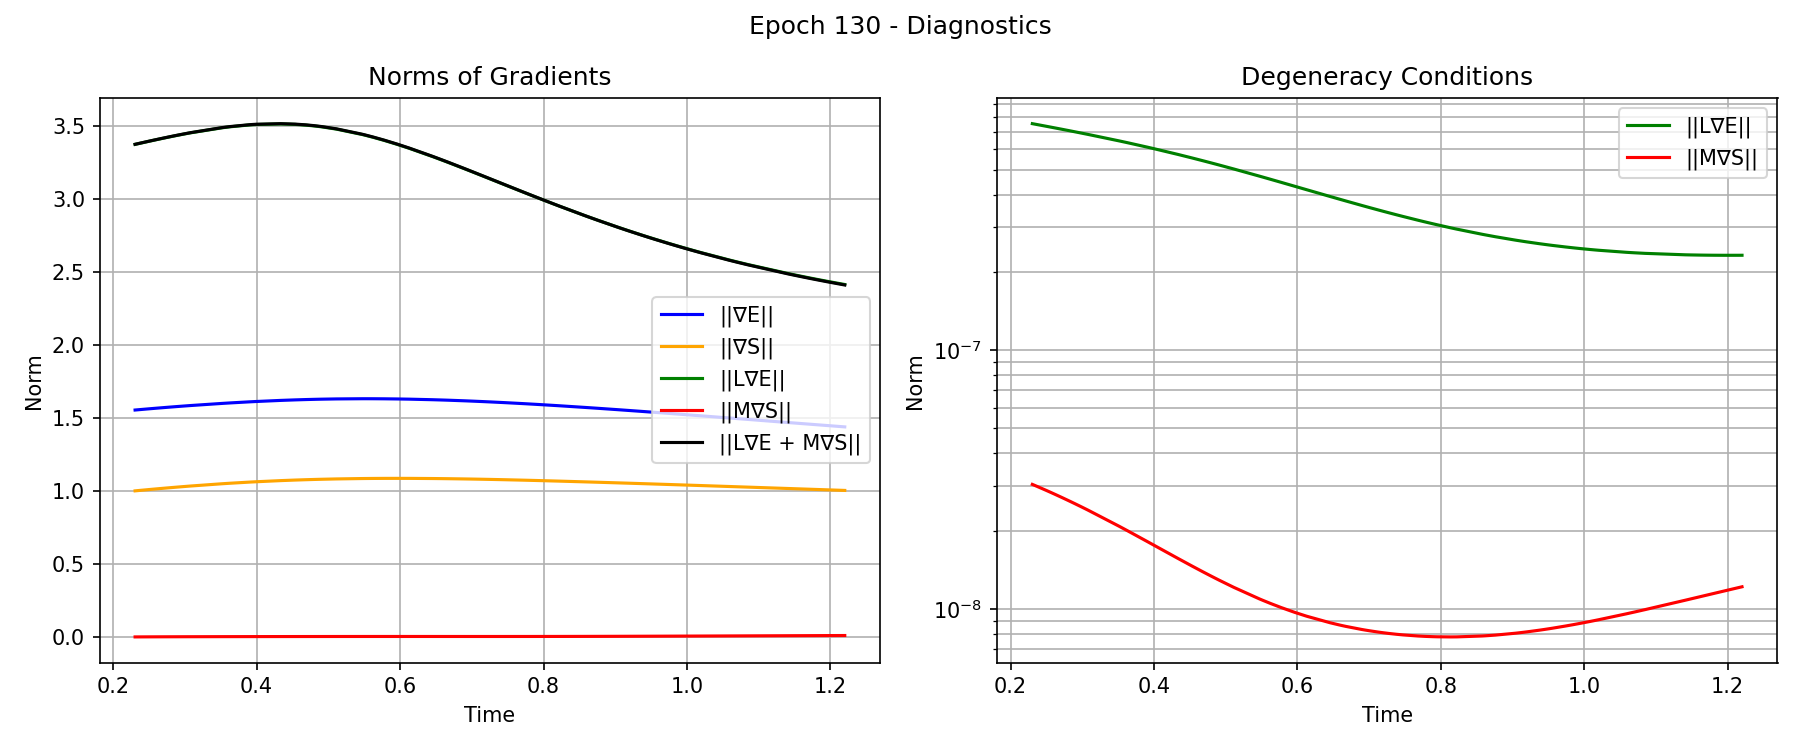 Epoch 130 - Diagnostics
Norms of Gradients
Norm
3.5
3.0
2.5
2.0
1.5
1.0
0.5
0.0
||∇E||
||∇S||
||L∇E||
||M∇S||
||L∇E + M∇S||
0.2 0.4 0.6 0.8 1.0 1.2
Time
Degeneracy Conditions
Norm
10⁻⁷
10⁻⁸
||L∇E||
||M∇S||
0.2 0.4 0.6 0.8 1.0 1.2
Time